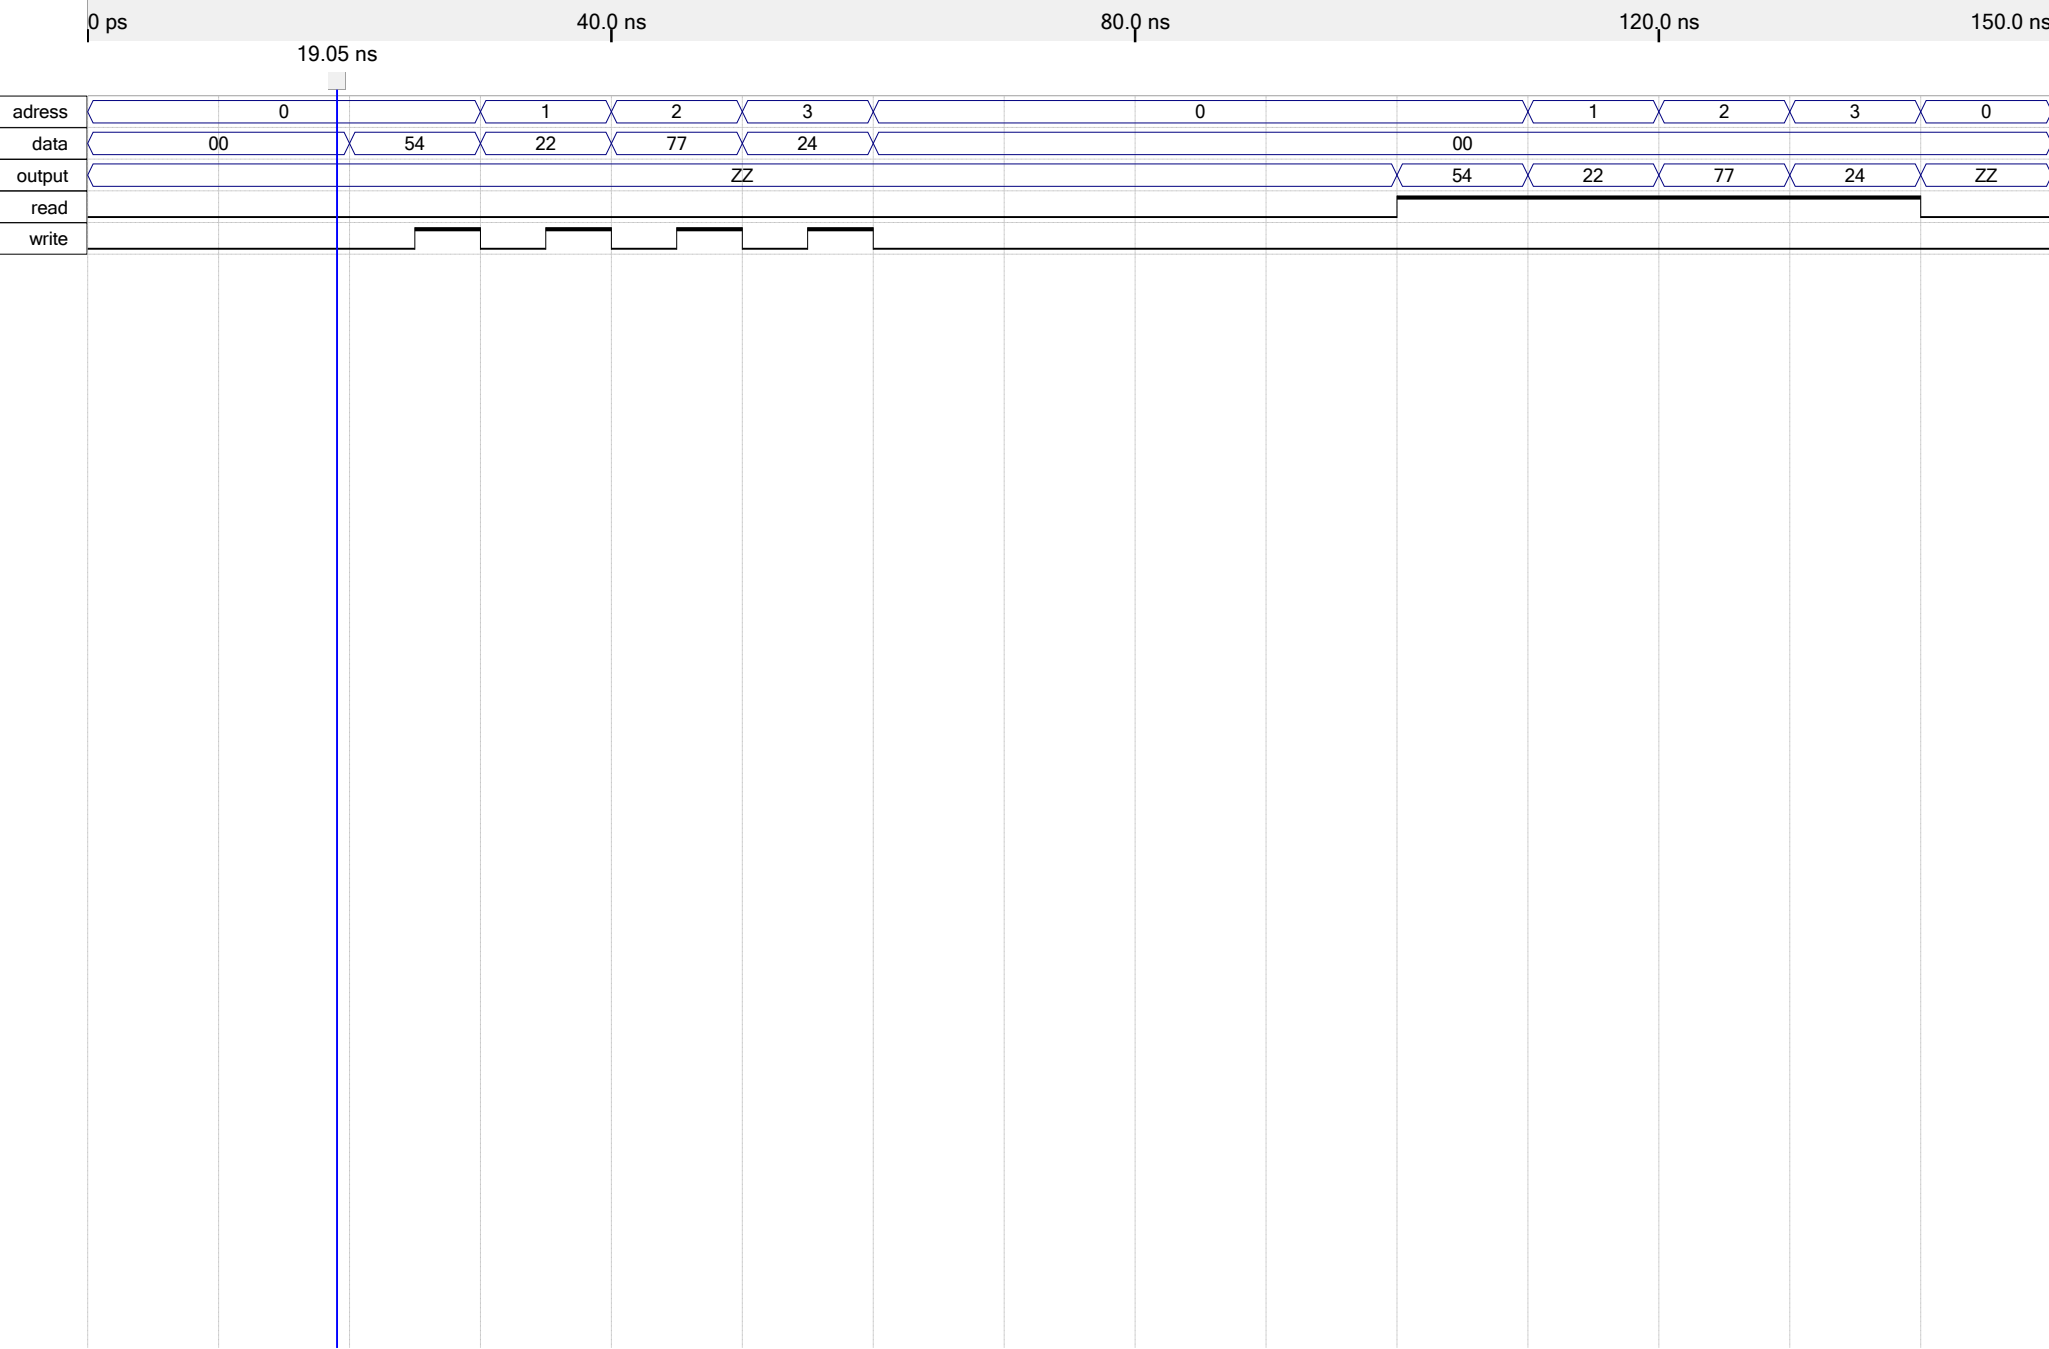 0 ps 40.0 ns 80.0 ns 120.0 ns 150.0 ns
19.05 ns
adress 0 1 2 3 0 1 2 3 0
data 00 54 22 77 24 00
output ZZ 54 22 77 24 ZZ
read
write